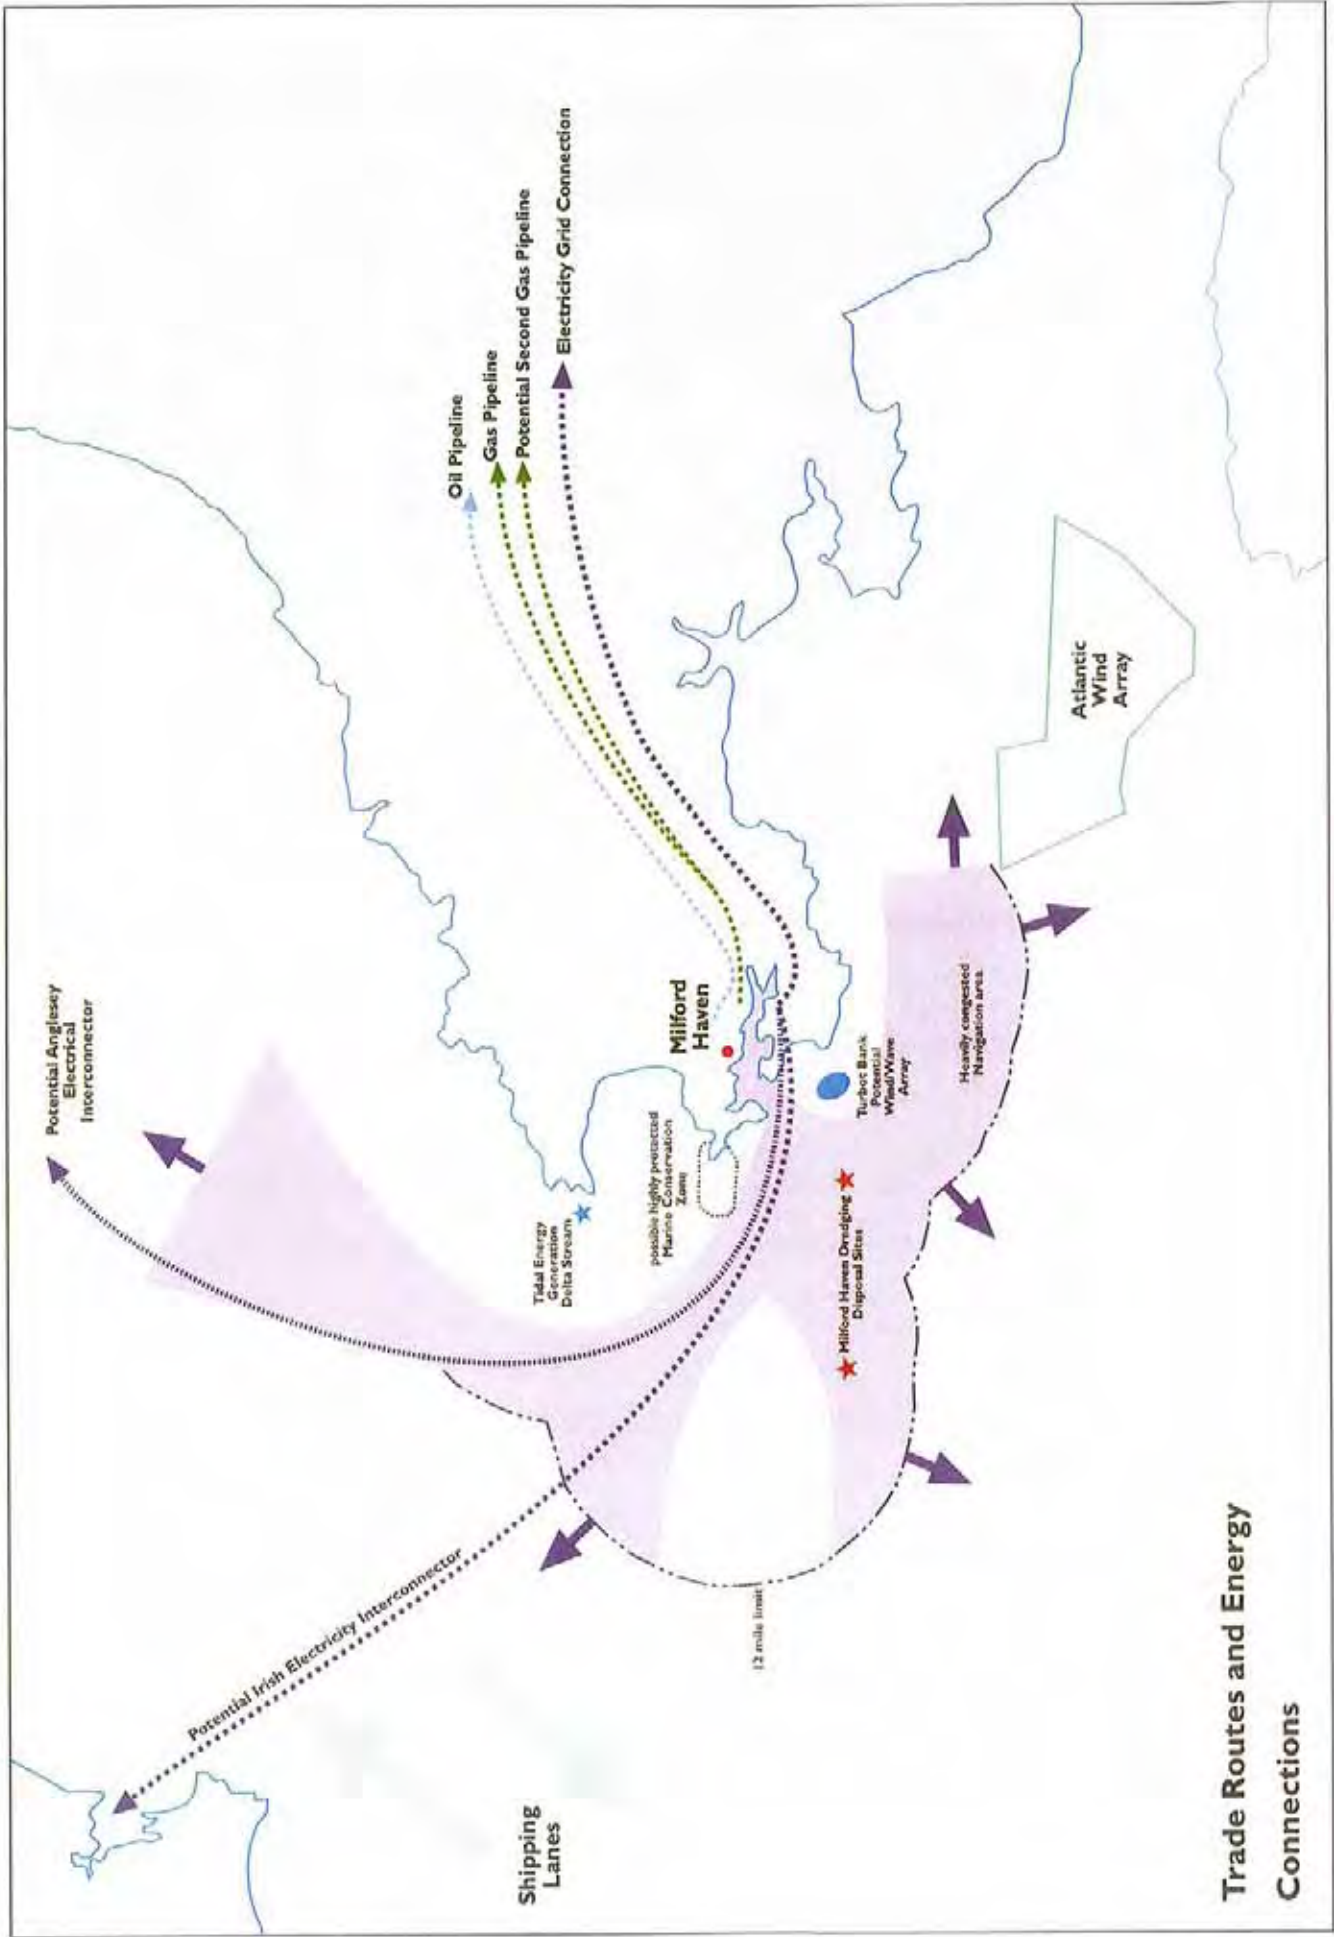 Potential Anglesey
Electrical
Interconnector
Oil Pipeline
Gas Pipeline
Potential Second Gas Pipeline
Electricity Grid Connection
Potential Irish Electricity Interconnector
Shipping
Lanes
Tidal Energy
Generation
Delta Stream
possible highly protected
Marine Conservation
Zone
Milford
Haven
12 mile limit
Milford Haven Dredging
Disposal Sites
Turbot Bank
Potential
Wind/Wave
Array
Heavily congested
Navigation area
Atlantic
Wind
Array
Trade Routes and Energy
Connections